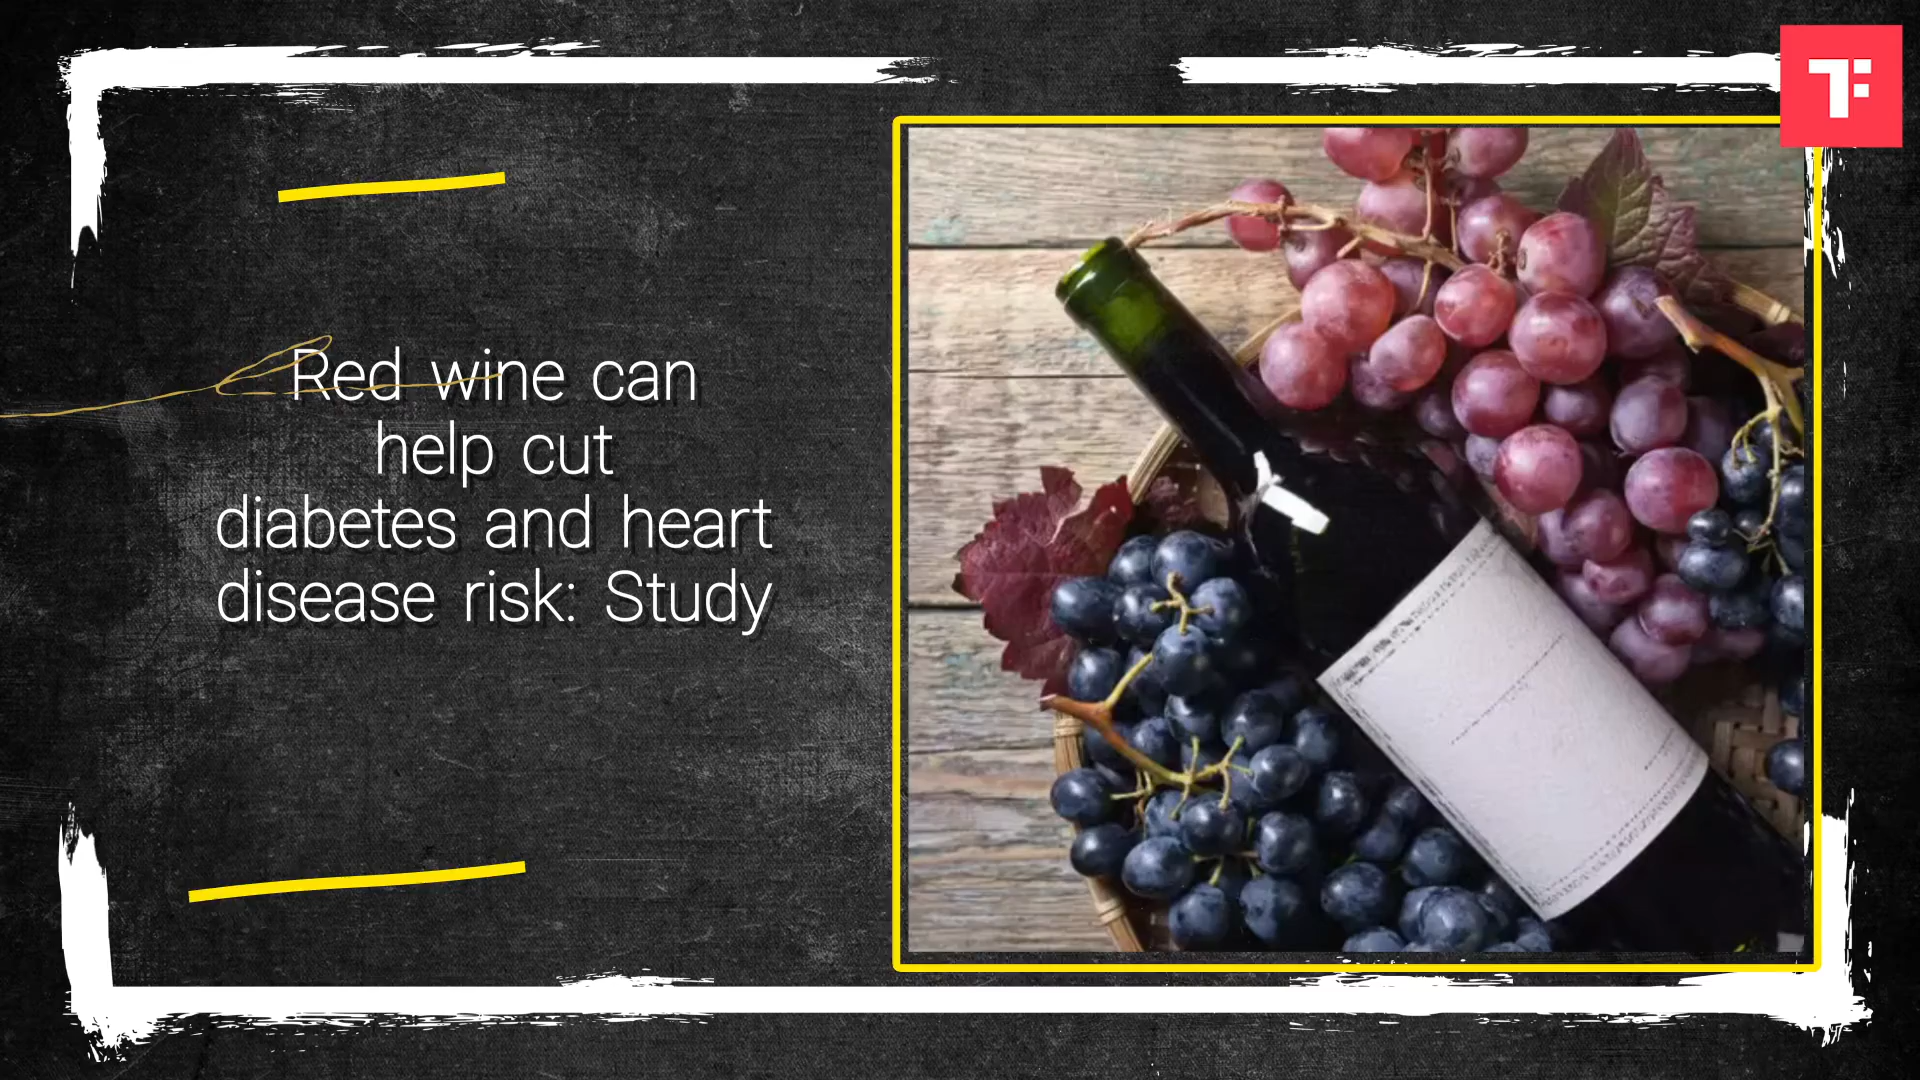 Red wine can
help cut
diabetes and heart
disease risk: Study